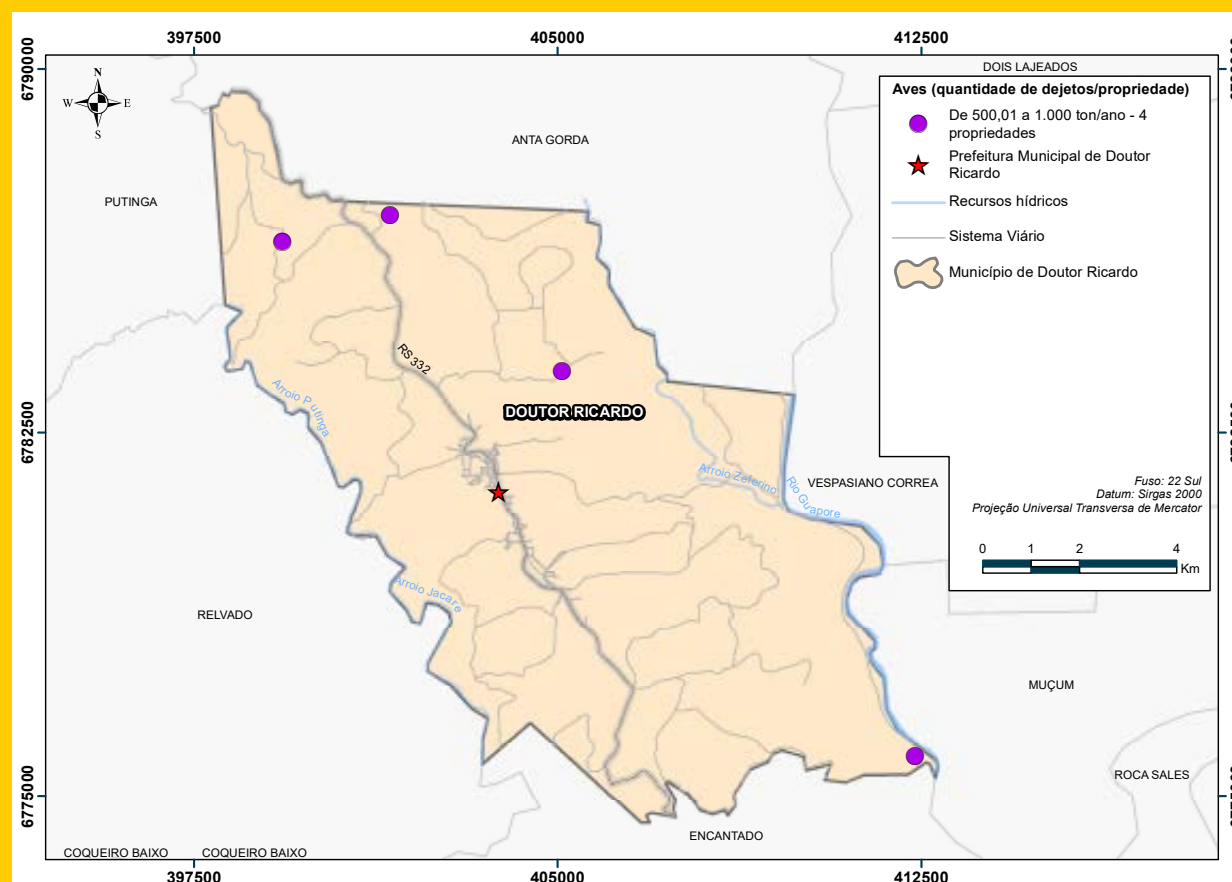 397500
405000
412500
6790000
DOIS LAJEADOS
Aves (quantidade de dejetos/propriedade)
De 500,01 a 1.000 ton/ano - 4
propriedades
Prefeitura Municipal de Doutor
Ricardo
Recursos hídricos
Sistema Viário
Município de Doutor Ricardo
N
W
E
S
ANTA GORDA
PUTINGA
RS 332
Arroio Putinga
DOUTOR RICARDO
6782500
Arroio Zeferino
Rio Guapore
VESPASIANO CORREA
Fuso: 22 Sul
Datum: Sirgas 2000
Projeção Universal Transversa de Mercator
0 1 2 4
Km
Arroio Jacare
RELVADO
MUÇUM
ROCA SALES
6775000
ENCANTADO
COQUEIRO BAIXO
COQUEIRO BAIXO
397500
405000
412500